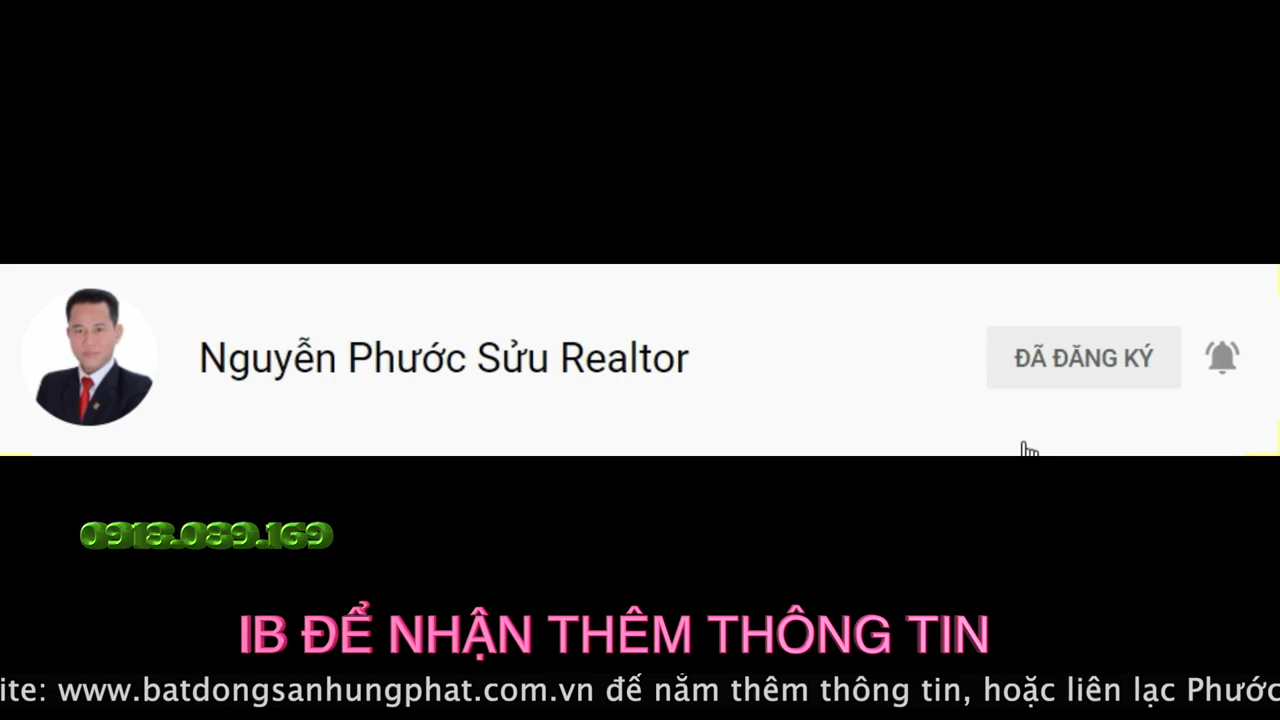 Nguyễn Phước Sửu Realtor
ĐÃ ĐĂNG KÝ
0918.089.169
IB ĐỂ NHẬN THÊM THÔNG TIN
ite: www.batdongsanhungphat.com.vn đế nắm thêm thông tin, hoặc liên lạc Phước